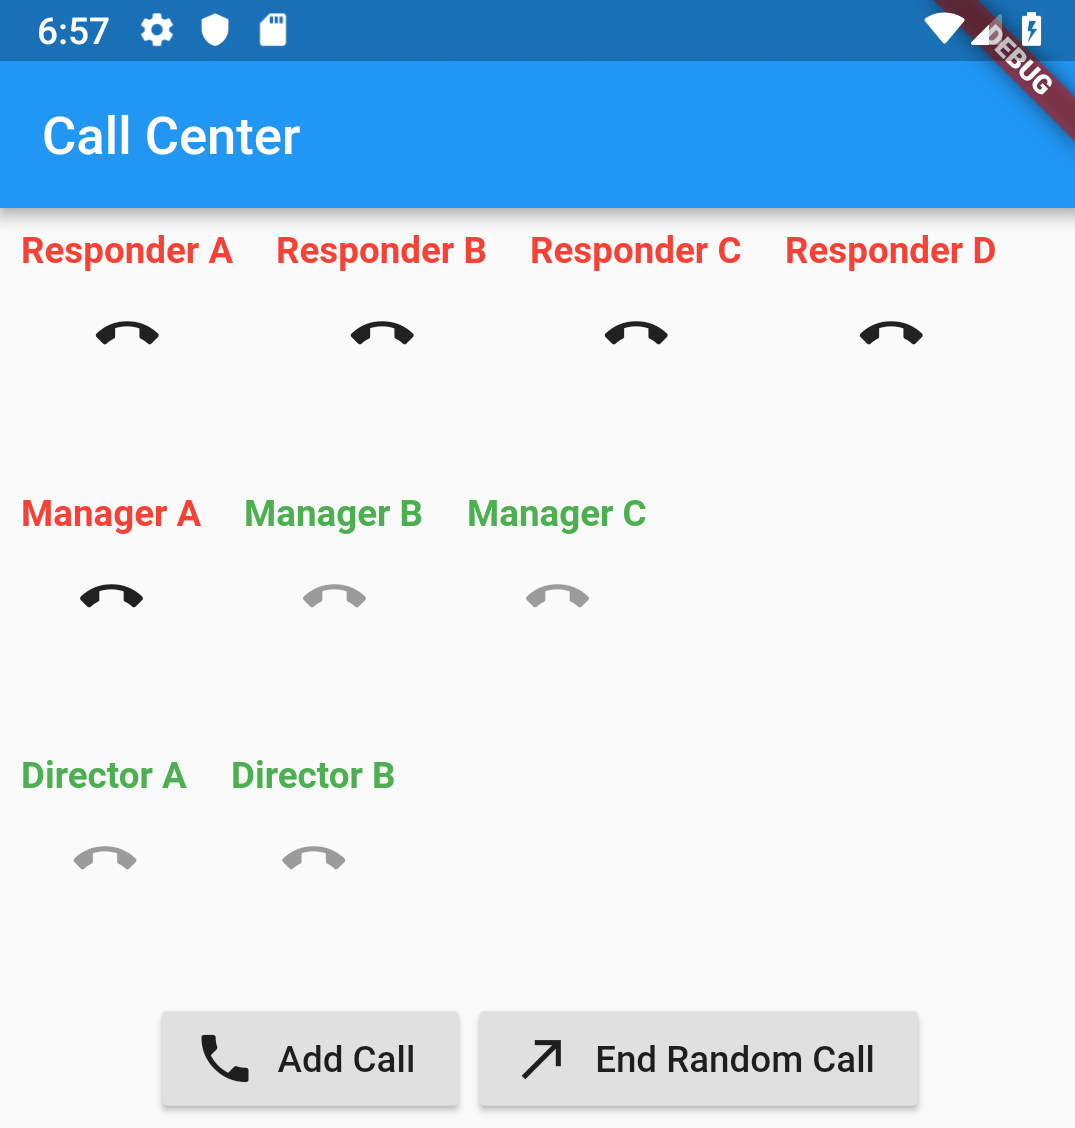 6:57
DEBUG
Call Center
Responder A Responder B Responder C Responder D
Manager A Manager B Manager C
Director A Director B
Add Call End Random Call